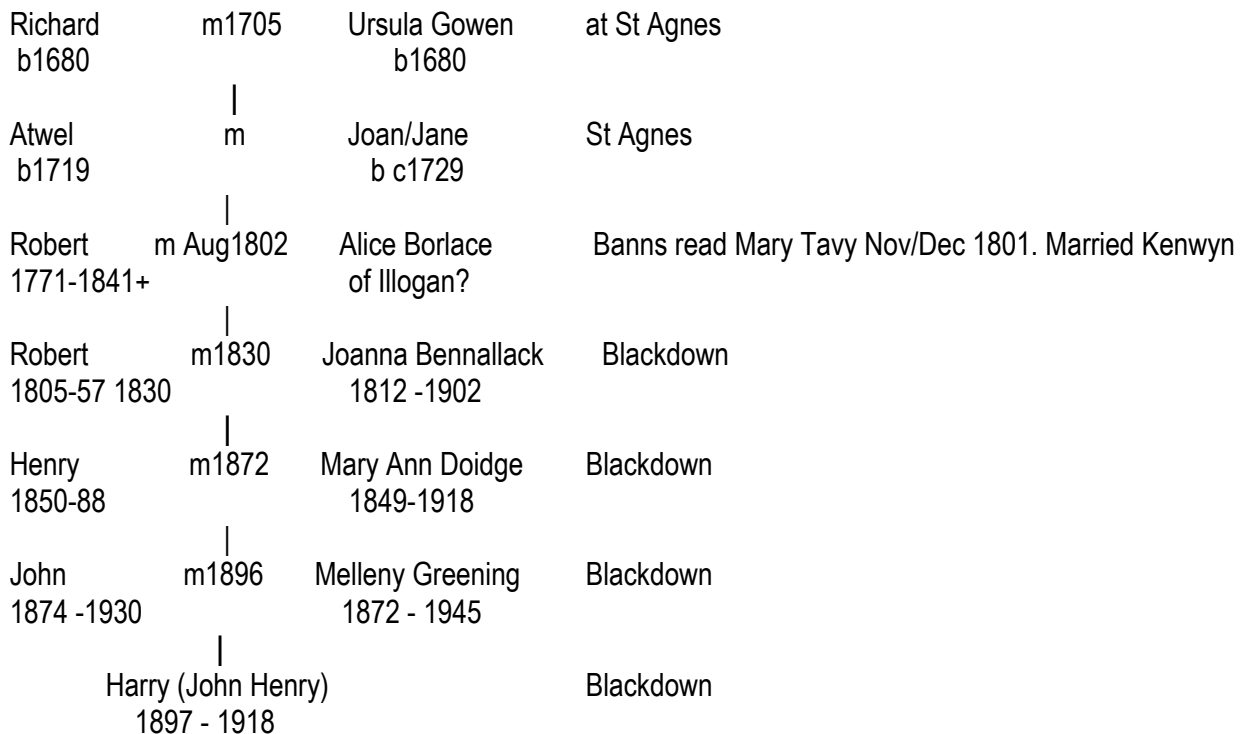 Richard m1705 Ursula Gowen at St Agnes
b1680 b1680
|
Atwel m Joan/Jane St Agnes
b1719 b c1729
|
Robert m Aug1802 Alice Borlace Banns read Mary Tavy Nov/Dec 1801. Married Kenwyn
1771-1841+ of Illogan?
|
Robert m1830 Joanna Bennallack Blackdown
1805-57 1830 1812 -1902
|
Henry m1872 Mary Ann Doidge Blackdown
1850-88 1849-1918
|
John m1896 Melleny Greening Blackdown
1874 -1930 1872 - 1945
|
Harry (John Henry) Blackdown
1897 - 1918